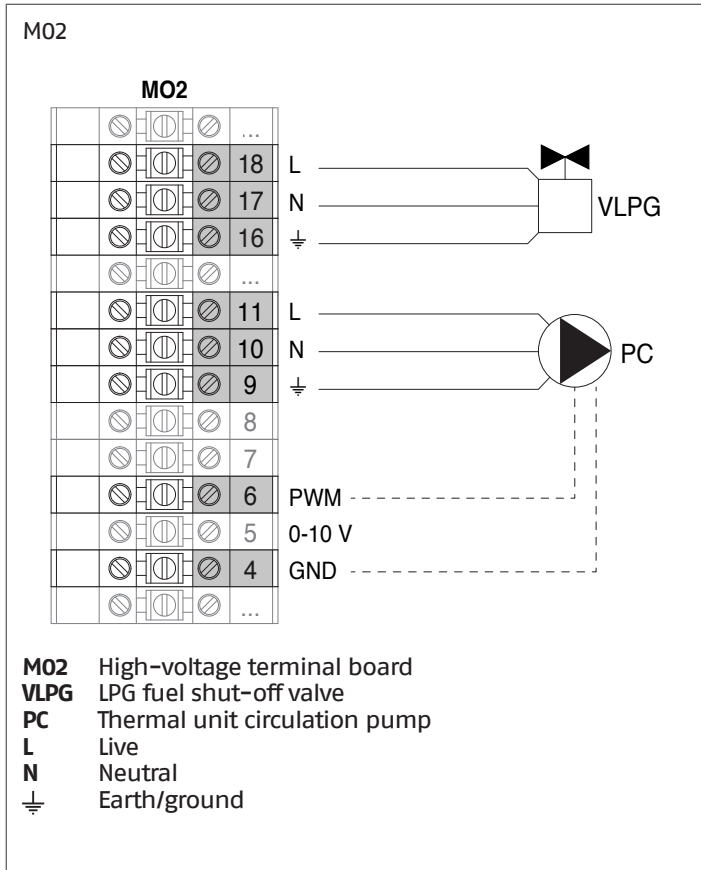 M02
MO2
...
18 L
17 N VLPG
16
...
11 L
10 N PC
9
8
7
6 PWM
5 0-10 V
4 GND
...
M02 High-voltage terminal board
VLPG LPG fuel shut-off valve
PC Thermal unit circulation pump
L Live
N Neutral
⏚ Earth/ground